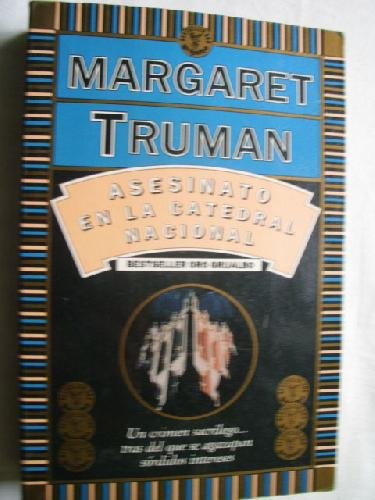 MARGARET
TRUMAN
ASESINATO
EN LA CATEDRAL
NACIONAL
BESTSELLER ORO GRIJALBO
Un crimen sacrílego...
tras del que se agazapan
sórdidos intereses